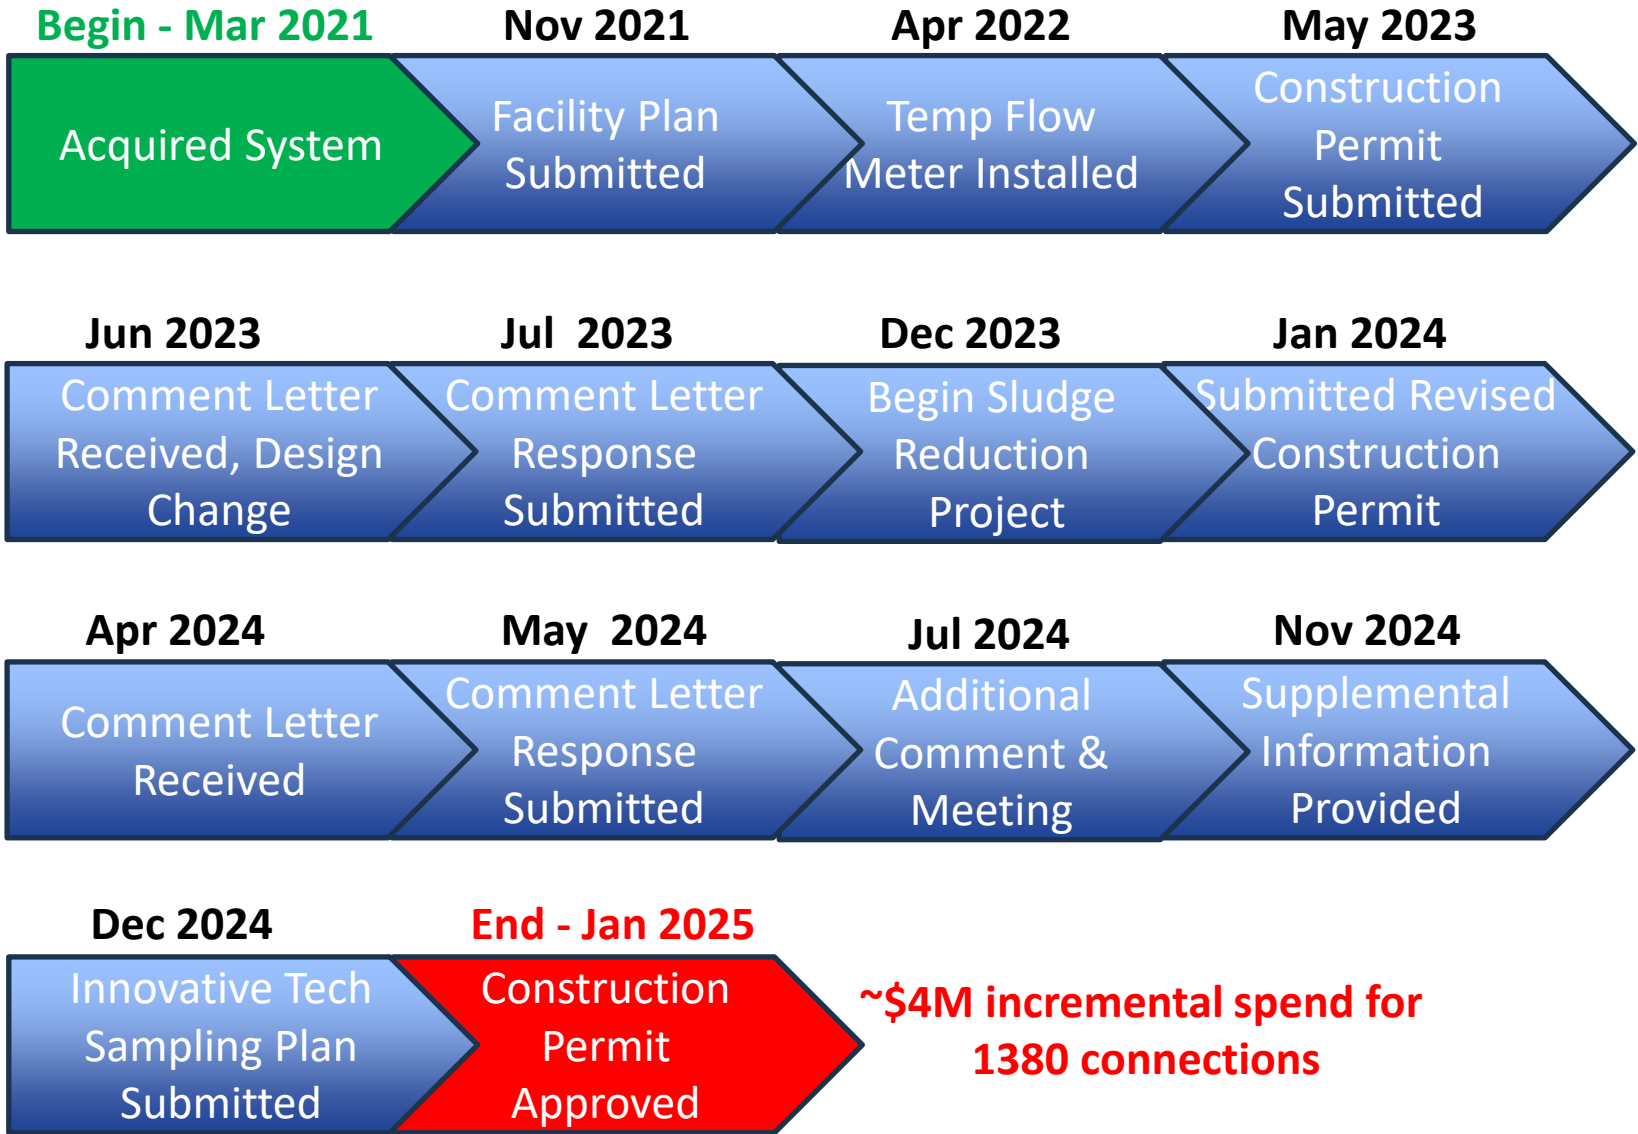 Begin - Mar 2021
Acquired System
Nov 2021
Facility Plan
Submitted
Apr 2022
Temp Flow
Meter Installed
May 2023
Construction
Permit
Submitted
Jun 2023
Comment Letter
Received, Design
Change
Jul  2023
Comment Letter
Response
Submitted
Dec 2023
Begin Sludge
Reduction
Project
Jan 2024
Submitted Revised
Construction
Permit
Apr 2024
Comment Letter
Received
May  2024
Comment Letter
Response
Submitted
Jul 2024
Additional
Comment &
Meeting
Nov 2024
Supplemental
Information
Provided
Dec 2024
Innovative Tech
Sampling Plan
Submitted
End - Jan 2025
Construction
Permit
Approved
~$4M incremental spend for
1380 connections